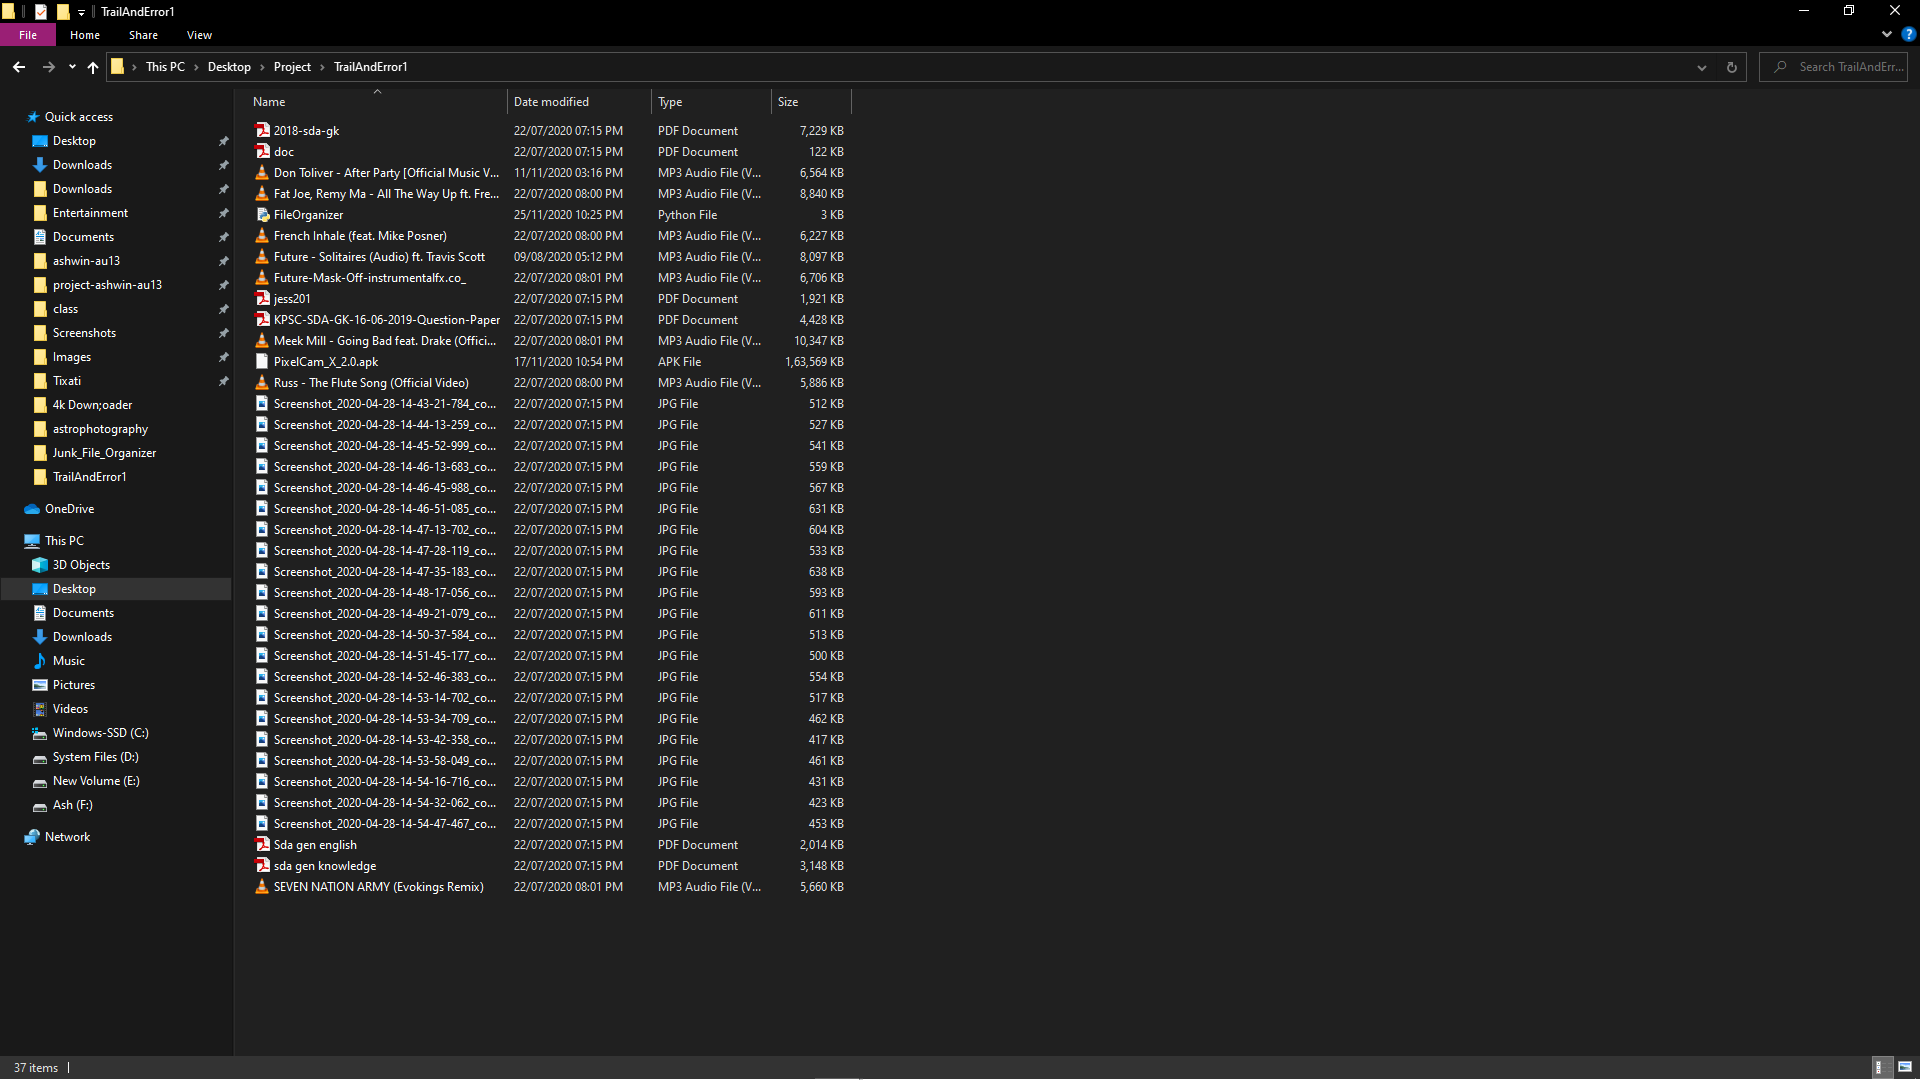 TrailAndError1
File Home Share View
This PC Desktop Project TrailAndError1
Search TrailAndErr...
Quick access
Desktop
Downloads
Downloads
Entertainment
Documents
ashwin-au13
project-ashwin-au13
class
Screenshots
Images
Tixati
4k Down;oader
astrophotography
Junk_File_Organizer
TrailAndError1
OneDrive
This PC
3D Objects
Desktop
Documents
Downloads
Music
Pictures
Videos
Windows-SSD (C:)
System Files (D:)
New Volume (E:)
Ash (F:)
Network
Name Date modified Type Size
2018-sda-gk 22/07/2020 07:15 PM PDF Document 7,229 KB
doc 22/07/2020 07:15 PM PDF Document 122 KB
Don Toliver - After Party [Official Music V... 11/11/2020 03:16 PM MP3 Audio File (V... 6,564 KB
Fat Joe, Remy Ma - All The Way Up ft. Fre... 22/07/2020 08:00 PM MP3 Audio File (V... 8,840 KB
FileOrganizer 25/11/2020 10:25 PM Python File 3 KB
French Inhale (feat. Mike Posner) 22/07/2020 08:00 PM MP3 Audio File (V... 6,227 KB
Future - Solitaires (Audio) ft. Travis Scott 09/08/2020 05:12 PM MP3 Audio File (V... 8,097 KB
Future-Mask-Off-instrumentalfx.co_ 22/07/2020 08:01 PM MP3 Audio File (V... 6,706 KB
jess201 22/07/2020 07:15 PM PDF Document 1,921 KB
KPSC-SDA-GK-16-06-2019-Question-Paper 22/07/2020 07:15 PM PDF Document 4,428 KB
Meek Mill - Going Bad feat. Drake (Offici... 22/07/2020 08:01 PM MP3 Audio File (V... 10,347 KB
PixelCam_X_2.0.apk 17/11/2020 10:54 PM APK File 1,63,569 KB
Russ - The Flute Song (Official Video) 22/07/2020 08:00 PM MP3 Audio File (V... 5,886 KB
Screenshot_2020-04-28-14-43-21-784_co... 22/07/2020 07:15 PM JPG File 512 KB
Screenshot_2020-04-28-14-44-13-259_co... 22/07/2020 07:15 PM JPG File 527 KB
Screenshot_2020-04-28-14-45-52-999_co... 22/07/2020 07:15 PM JPG File 541 KB
Screenshot_2020-04-28-14-46-13-683_co... 22/07/2020 07:15 PM JPG File 559 KB
Screenshot_2020-04-28-14-46-45-988_co... 22/07/2020 07:15 PM JPG File 567 KB
Screenshot_2020-04-28-14-46-51-085_co... 22/07/2020 07:15 PM JPG File 631 KB
Screenshot_2020-04-28-14-47-13-702_co... 22/07/2020 07:15 PM JPG File 604 KB
Screenshot_2020-04-28-14-47-28-119_co... 22/07/2020 07:15 PM JPG File 533 KB
Screenshot_2020-04-28-14-47-35-183_co... 22/07/2020 07:15 PM JPG File 638 KB
Screenshot_2020-04-28-14-48-17-056_co... 22/07/2020 07:15 PM JPG File 593 KB
Screenshot_2020-04-28-14-49-21-079_co... 22/07/2020 07:15 PM JPG File 611 KB
Screenshot_2020-04-28-14-50-37-584_co... 22/07/2020 07:15 PM JPG File 513 KB
Screenshot_2020-04-28-14-51-45-177_co... 22/07/2020 07:15 PM JPG File 500 KB
Screenshot_2020-04-28-14-52-46-383_co... 22/07/2020 07:15 PM JPG File 554 KB
Screenshot_2020-04-28-14-53-14-702_co... 22/07/2020 07:15 PM JPG File 517 KB
Screenshot_2020-04-28-14-53-34-709_co... 22/07/2020 07:15 PM JPG File 462 KB
Screenshot_2020-04-28-14-53-42-358_co... 22/07/2020 07:15 PM JPG File 417 KB
Screenshot_2020-04-28-14-53-58-049_co... 22/07/2020 07:15 PM JPG File 461 KB
Screenshot_2020-04-28-14-54-16-716_co... 22/07/2020 07:15 PM JPG File 431 KB
Screenshot_2020-04-28-14-54-32-062_co... 22/07/2020 07:15 PM JPG File 423 KB
Screenshot_2020-04-28-14-54-47-467_co... 22/07/2020 07:15 PM JPG File 453 KB
Sda gen english 22/07/2020 07:15 PM PDF Document 2,014 KB
sda gen knowledge 22/07/2020 07:15 PM PDF Document 3,148 KB
SEVEN NATION ARMY (Evokings Remix) 22/07/2020 08:01 PM MP3 Audio File (V... 5,660 KB
37 items